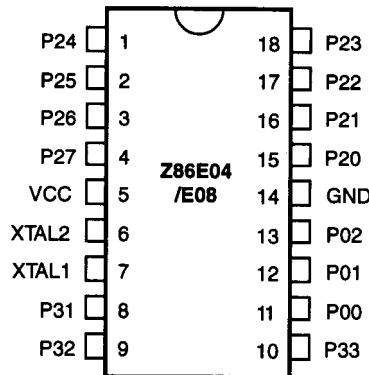 P24 1 18 P23
P25 2 17 P22
P26 3 16 P21
P27 4 15 P20
Z86E04
/E08
VCC 5 14 GND
XTAL2 6 13 P02
XTAL1 7 12 P01
P31 8 11 P00
P32 9 10 P33